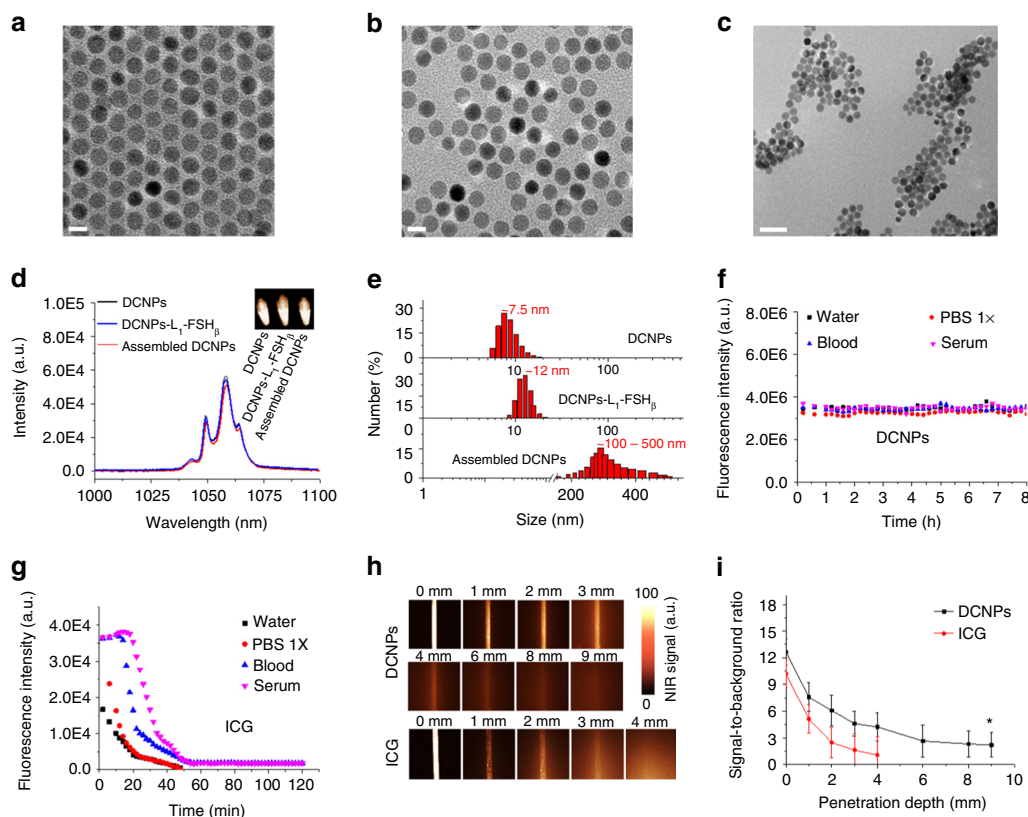 a
b
c
d
1.0E5
8.0E4
6.0E4
4.0E4
2.0E4
0.0
Intensity (a.u.)
DCNPs
DCNPs-L1-FSHβ
Assembled DCNPs
DCNPs
DCNPs-L1-FSHβ
Assembled DCNPs
1000 1025 1050 1075 1100
Wavelength (nm)
e
Number (%)
30
15
0
~7.5 nm
DCNPs
10 100
30
15
0
~12 nm
DCNPs-L1-FSHβ
10 100
30
15
0
~100 – 500 nm
Assembled DCNPs
1 200 400
Size (nm)
f
Fluorescence intensity (a.u.)
8.0E6
6.0E6
4.0E6
2.0E6
0.0
Water PBS 1×
Blood Serum
DCNPs
0 1 2 3 4 5 6 7 8
Time (h)
g
Fluorescence intensity (a.u.)
4.0E4
3.0E4
2.0E4
1.0E4
0.0
Water
PBS 1X
Blood
Serum
ICG
0 20 40 60 80 100 120
Time (min)
h
0 mm 1 mm 2 mm 3 mm
DCNPs
4 mm 6 mm 8 mm 9 mm
ICG
0 mm 1 mm 2 mm 3 mm 4 mm
100
NIR signal (a.u.)
0
i
Signal-to-background ratio
18
15
12
9
6
3
0
DCNPs
ICG
*
0 2 4 6 8 10
Penetration depth (mm)